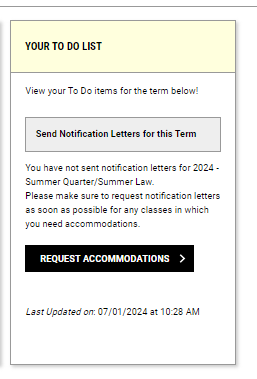 YOUR TO DO LIST
View your To Do items for the term below!
Send Notification Letters for this Term
You have not sent notification letters for 2024 -
Summer Quarter/Summer Law.
Please make sure to request notification letters
as soon as possible for any classes in which
you need accommodations.
REQUEST ACCOMMODATIONS
Last Updated on: 07/01/2024 at 10:28 AM